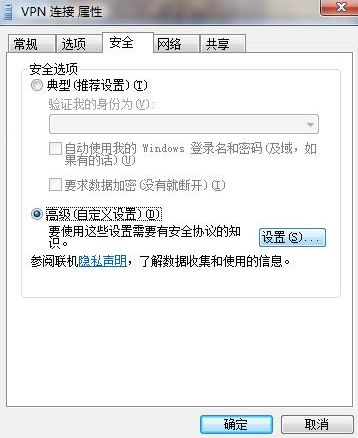 VPN 连接 属性
常规 选项 安全 网络 共享
安全选项
典型(推荐设置)(T)
验证我的身份为(V):
自动使用我的 Windows 登录名和密码(及域，如
果有的话)(U)
要求数据加密(没有就断开)(I)
高级(自定义设置)(D)
要使用这些设置需要有安全协议的知
识。
设置(S)...
参阅联机隐私声明，了解数据收集和使用的信息。
确定 取消